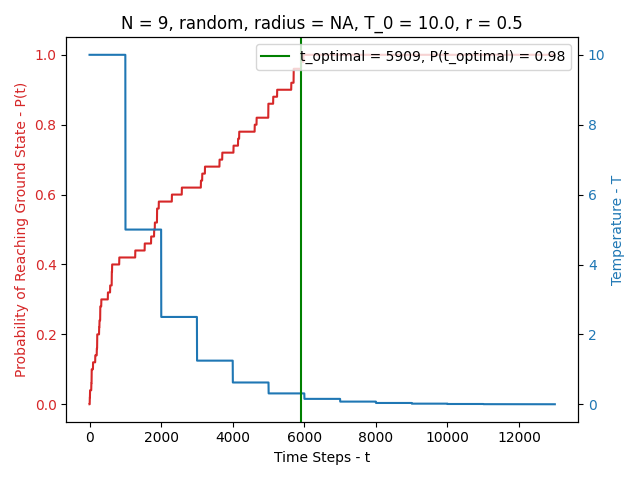 N = 9, random, radius = NA, T_0 = 10.0, r = 0.5
t_optimal = 5909, P(t_optimal) = 0.98
Probability of Reaching Ground State - P(t)
1.0
0.8
0.6
0.4
0.2
0.0
10
8
6
4
2
0
Temperature - T
0 2000 4000 6000 8000 10000 12000
Time Steps - t